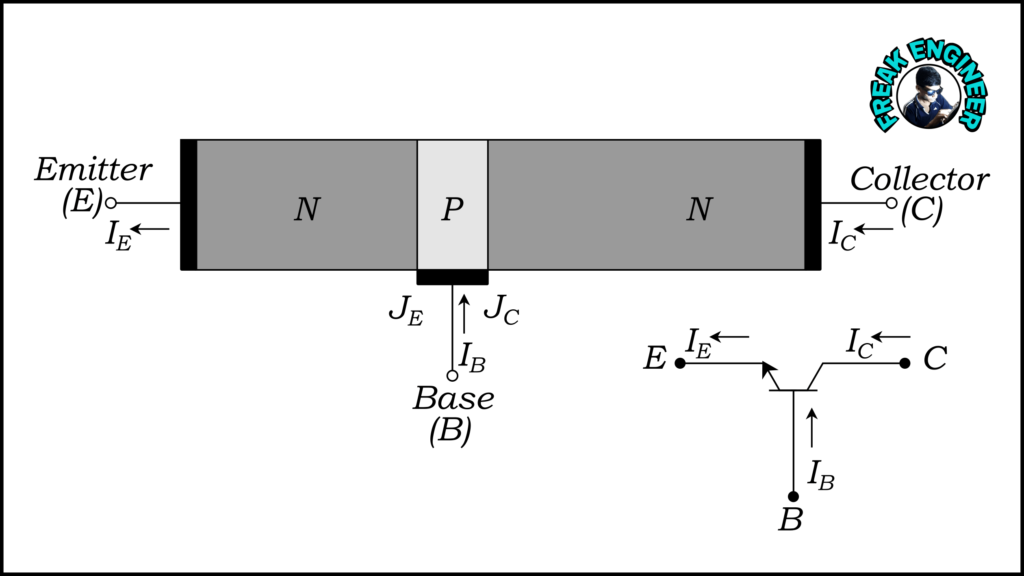 FREAK ENGINEER
Emitter
(E)
I_E
N
P
N
Collector
(C)
I_C
J_E
J_C
I_B
Base
(B)
E
I_E
I_C
C
I_B
B